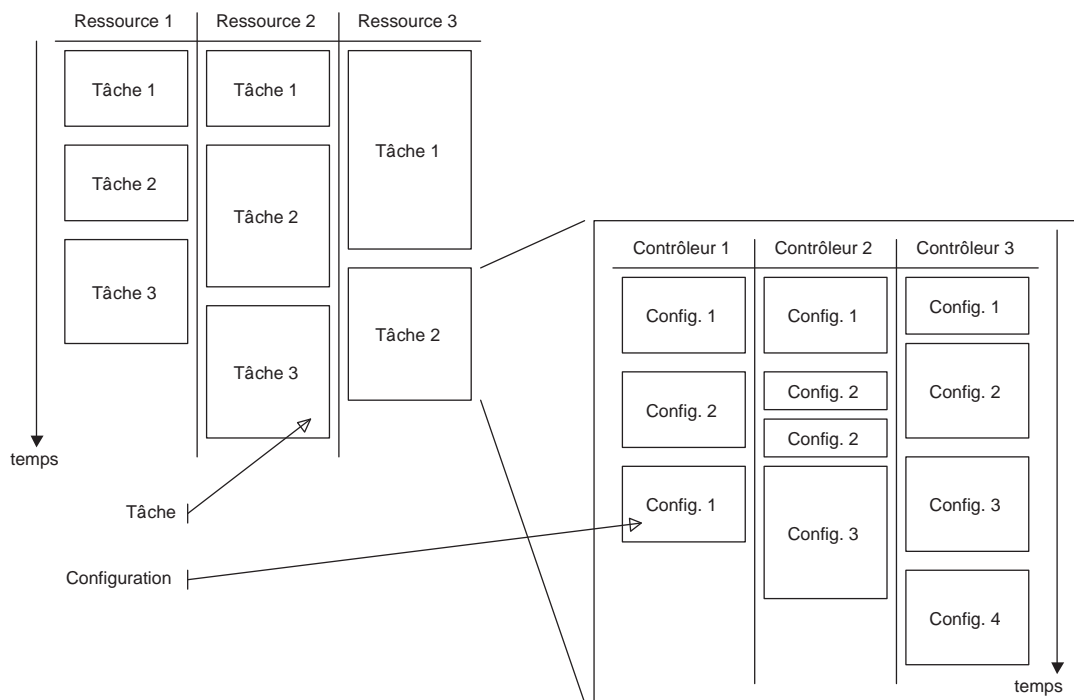 Ressource 1
Ressource 2
Ressource 3
Tâche 1
Tâche 2
Tâche 3
Tâche 1
Tâche 2
Tâche 3
Tâche 1
Tâche 2
temps
Tâche
Configuration
Contrôleur 1
Contrôleur 2
Contrôleur 3
Config. 1
Config. 2
Config. 1
Config. 1
Config. 2
Config. 2
Config. 3
Config. 1
Config. 2
Config. 3
Config. 4
temps